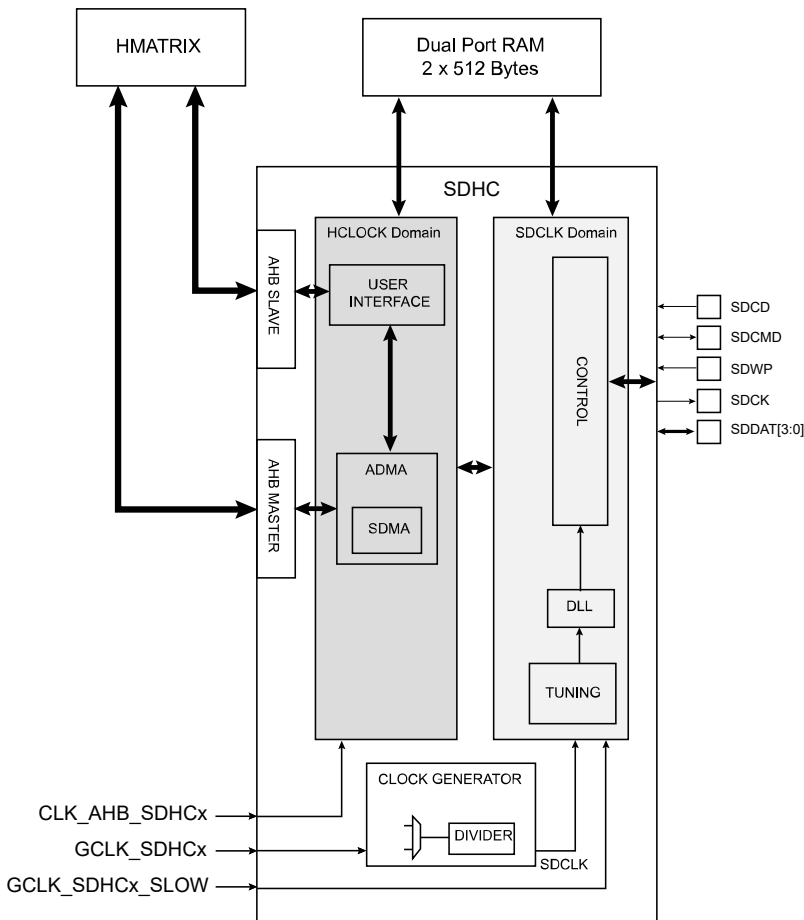 HMATRIX
Dual Port RAM
2 x 512 Bytes
SDHC
HCLOCK Domain
SDCLK Domain
AHB SLAVE
USER
INTERFACE
CONTROL
SDCD
SDCMD
SDWP
SDCK
SDDAT[3:0]
AHB MASTER
ADMA
SDMA
DLL
TUNING
CLOCK GENERATOR
DIVIDER
SDCLK
CLK_AHB_SDHCx
GCLK_SDHCx
GCLK_SDHCx_SLOW